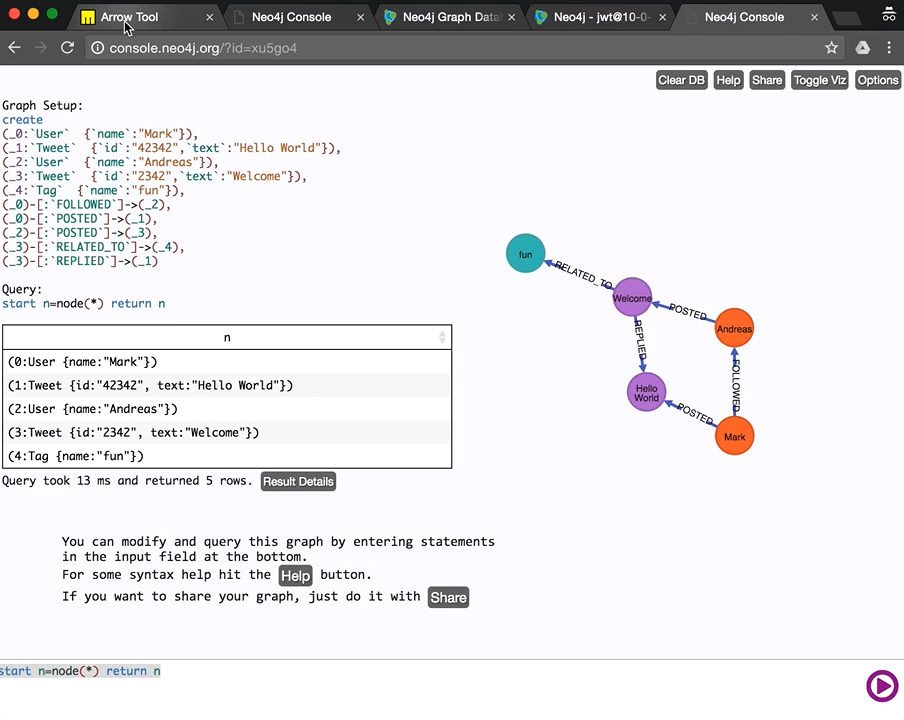 Arrow Tool
Neo4j Console
Neo4j Graph Data
Neo4j - jwt@10-0-
Neo4j Console
console.neo4j.org/?id=xu5go4
Clear DB Help Share Toggle Viz Options
Graph Setup:
create
(_0:`User` {`name`:"Mark"}),
(_1:`Tweet` {`id`:"42342",`text`:"Hello World"}),
(_2:`User` {`name`:"Andreas"}),
(_3:`Tweet` {`id`:"2342",`text`:"Welcome"}),
(_4:`Tag` {`name`:"fun"}),
(_0)-[:`FOLLOWED`]->(_2),
(_0)-[:`POSTED`]->(_1),
(_2)-[:`POSTED`]->(_3),
(_3)-[:`RELATED_TO`]->(_4),
(_3)-[:`REPLIED`]->(_1)
Query:
start n=node(*) return n
n
(0:User {name:"Mark"})
(1:Tweet {id:"42342", text:"Hello World"})
(2:User {name:"Andreas"})
(3:Tweet {id:"2342", text:"Welcome"})
(4:Tag {name:"fun"})
Query took 13 ms and returned 5 rows. Result Details
fun
RELATED_TO
Welcome
POSTED
Andreas
REPLIED
FOLLOWED
Hello
World
POSTED
Mark
You can modify and query this graph by entering statements
in the input field at the bottom.
For some syntax help hit the Help button.
If you want to share your graph, just do it with Share
start n=node(*) return n